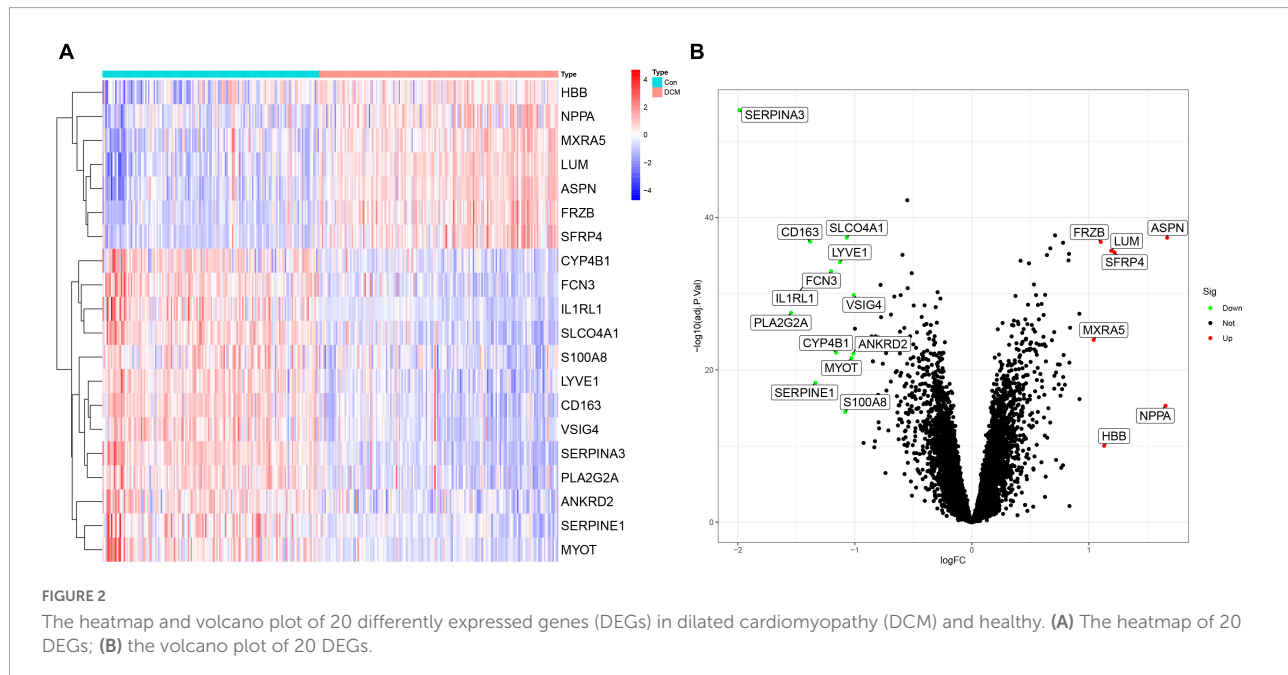 A
Type
HBB
NPPA
MXRA5
LUM
ASPN
FRZB
SFRP4
CYP4B1
FCN3
IL1RL1
SLCO4A1
S100A8
LYVE1
CD163
VSIG4
SERPINA3
PLA2G2A
ANKRD2
SERPINE1
MYOT
4
2
0
−2
−4
Type
Con
DCM
B
SERPINA3
CD163
SLCO4A1
LYVE1
FCN3
IL1RL1
VSIG4
PLA2G2A
CYP4B1
ANKRD2
MYOT
SERPINE1
S100A8
FRZB
ASPN
LUM
SFRP4
MXRA5
NPPA
HBB
−log10(adj.P.Val)
40
20
0
−2
−1
0
1
logFC
Sig
Down
Not
Up
FIGURE 2
The heatmap and volcano plot of 20 differently expressed genes (DEGs) in dilated cardiomyopathy (DCM) and healthy. (A) The heatmap of 20
DEGs; (B) the volcano plot of 20 DEGs.